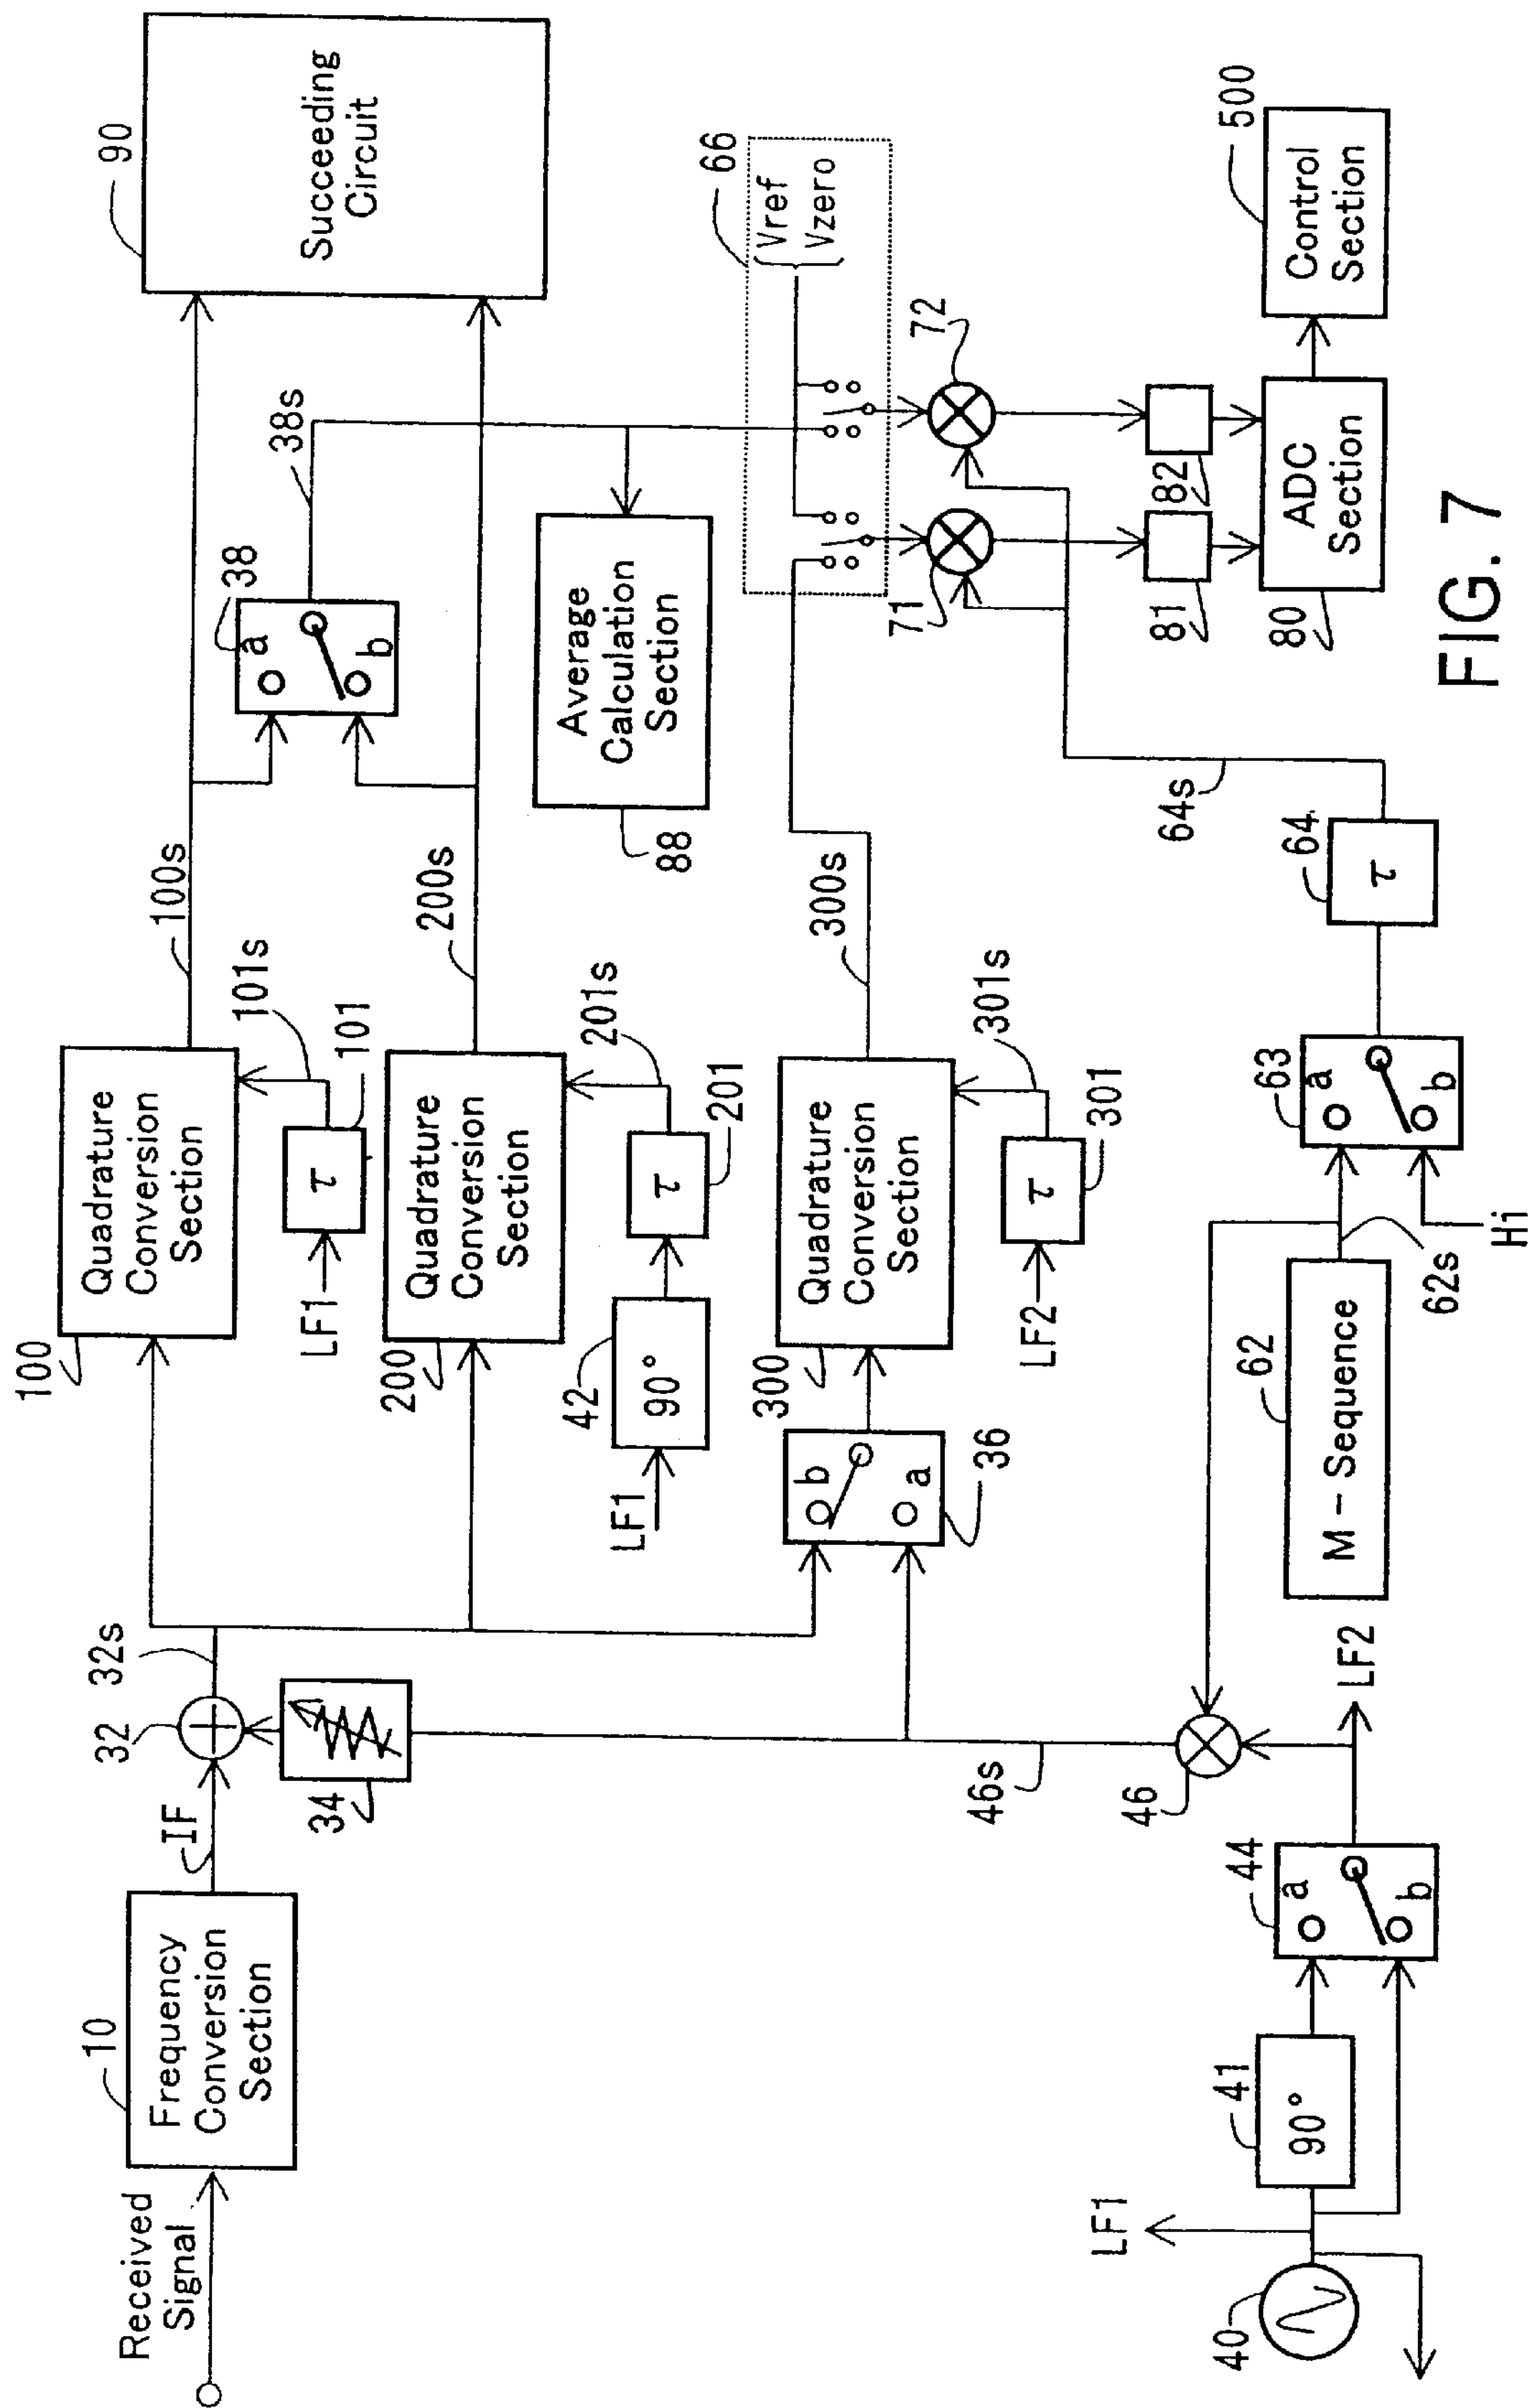 Received
Signal
10
Frequency
Conversion
Section
IF
32
32s
34
100
Quadrature
Conversion
Section
100s
101s
LF1
τ
101
200
Quadrature
Conversion
Section
200s
201s
LF1
42
90°
τ
201
36
b
a
300
Quadrature
Conversion
Section
300s
301s
LF2
τ
301
38
a
b
38s
90
Succeeding
Circuit
88
Average
Calculation
Section
66
Vref
Vzero
71
72
81
82
80
ADC
Section
500
Control
Section
40
LF1
41
90°
44
a
b
LF2
46
46s
62
M-Sequence
62s
Hi
63
a
b
64
τ
64s
FIG. 7